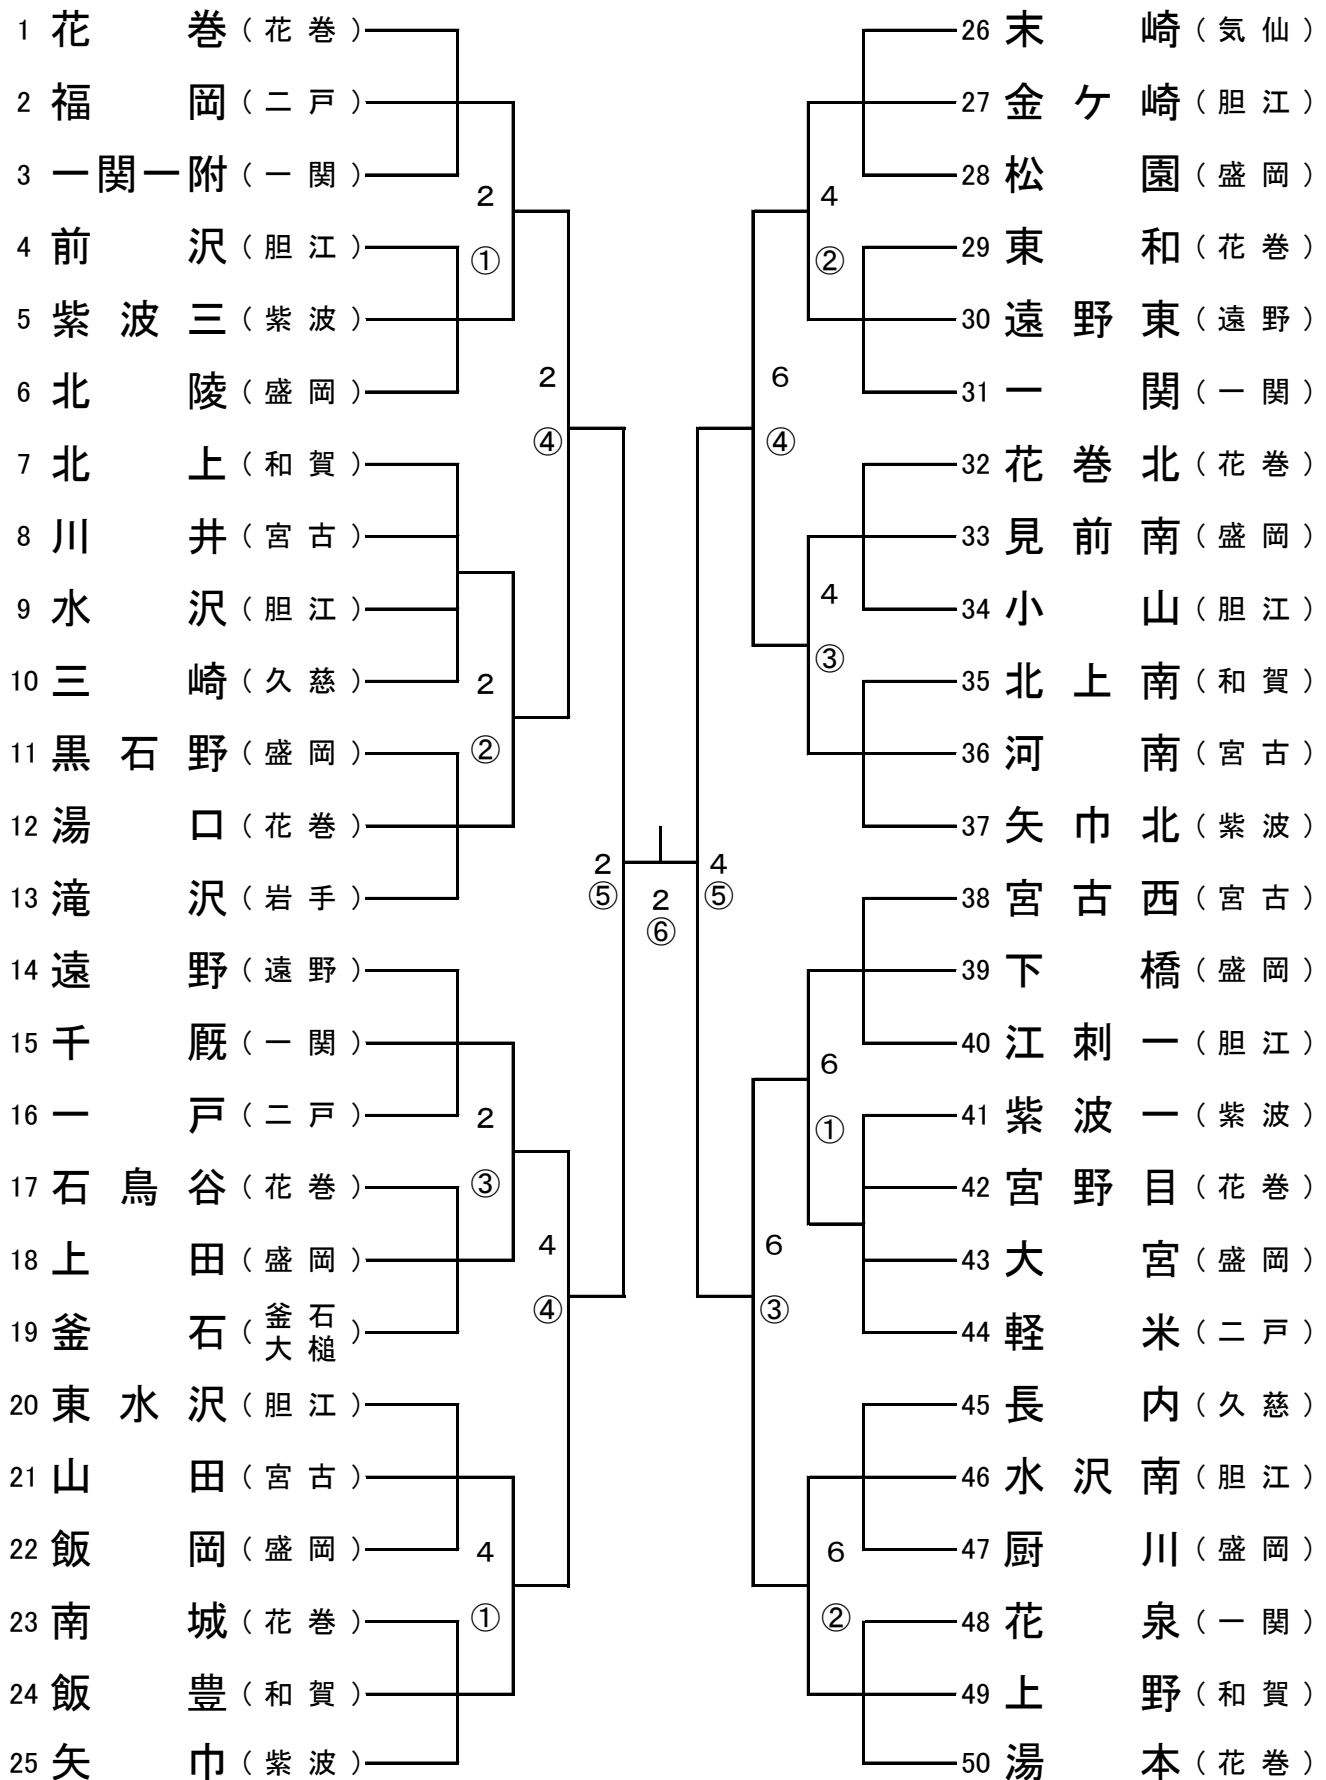 1 花巻（花巻）
2 福岡（二戸）
3 一関一附（一関）
4 前沢（胆江）
5 紫波三（紫波）
6 北陵（盛岡）
7 北上（和賀）
8 川井（宮古）
9 水沢（胆江）
10 三崎（久慈）
11 黒石野（盛岡）
12 湯口（花巻）
13 滝沢（岩手）
14 遠野（遠野）
15 千厩（一関）
16 一戸（二戸）
17 石鳥谷（花巻）
18 上田（盛岡）
19 釜石（釜石大槌）
20 東水沢（胆江）
21 山田（宮古）
22 飯岡（盛岡）
23 南城（花巻）
24 飯豊（和賀）
25 矢巾（紫波）
2
①
2
②
2
③
4
①
2
④
4
④
2
⑤
2
⑥
4
⑤
6
④
6
③
4
②
4
③
6
①
6
②
26 末崎（気仙）
27 金ケ崎（胆江）
28 松園（盛岡）
29 東和（花巻）
30 遠野東（遠野）
31 一関（一関）
32 花巻北（花巻）
33 見前南（盛岡）
34 小山（胆江）
35 北上南（和賀）
36 河南（宮古）
37 矢巾北（紫波）
38 宮古西（宮古）
39 下橋（盛岡）
40 江刺一（胆江）
41 紫波一（紫波）
42 宮野目（花巻）
43 大宮（盛岡）
44 軽米（二戸）
45 長内（久慈）
46 水沢南（胆江）
47 厨川（盛岡）
48 花泉（一関）
49 上野（和賀）
50 湯本（花巻）